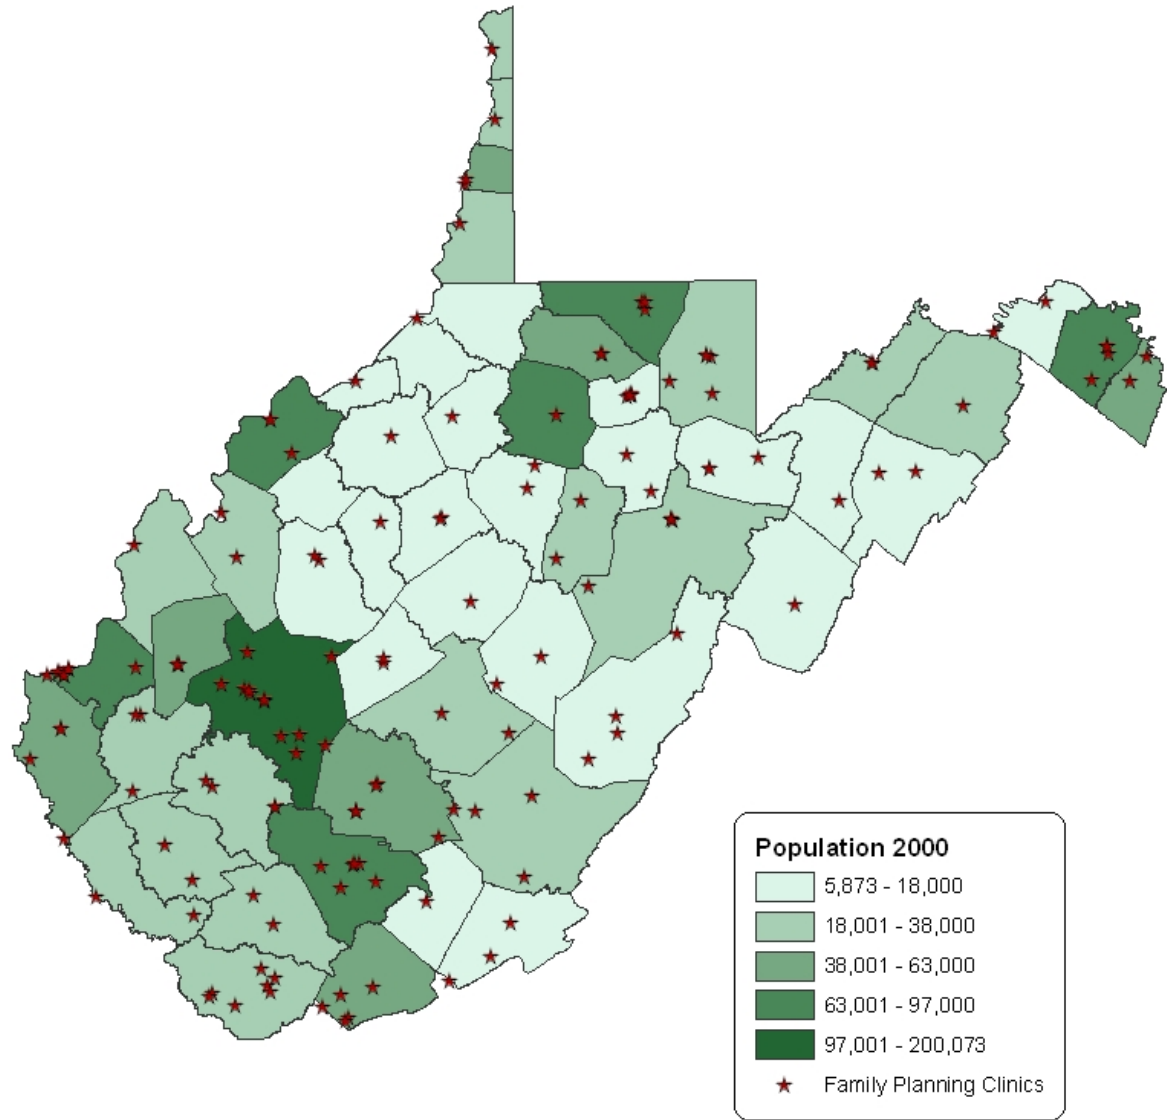 Population 2000
5,873 - 18,000
18,001 - 38,000
38,001 - 63,000
63,001 - 97,000
97,001 - 200,073
Family Planning Clinics